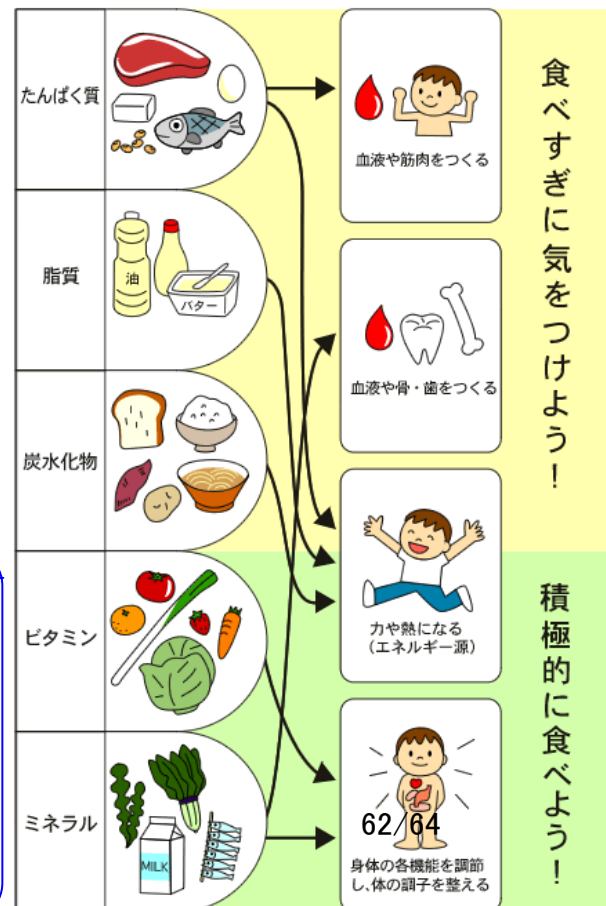 たんぱく質
脂質
油
バター
炭水化物
ビタミン
ミネラル
MILK
血液や筋肉をつくる
血液や骨・歯をつくる
力や熱になる
(エネルギー源)
62/64
身体の各機能を調節
し、体の調子を整える
食べすぎに気をつけよう!
積極的に食べよう!